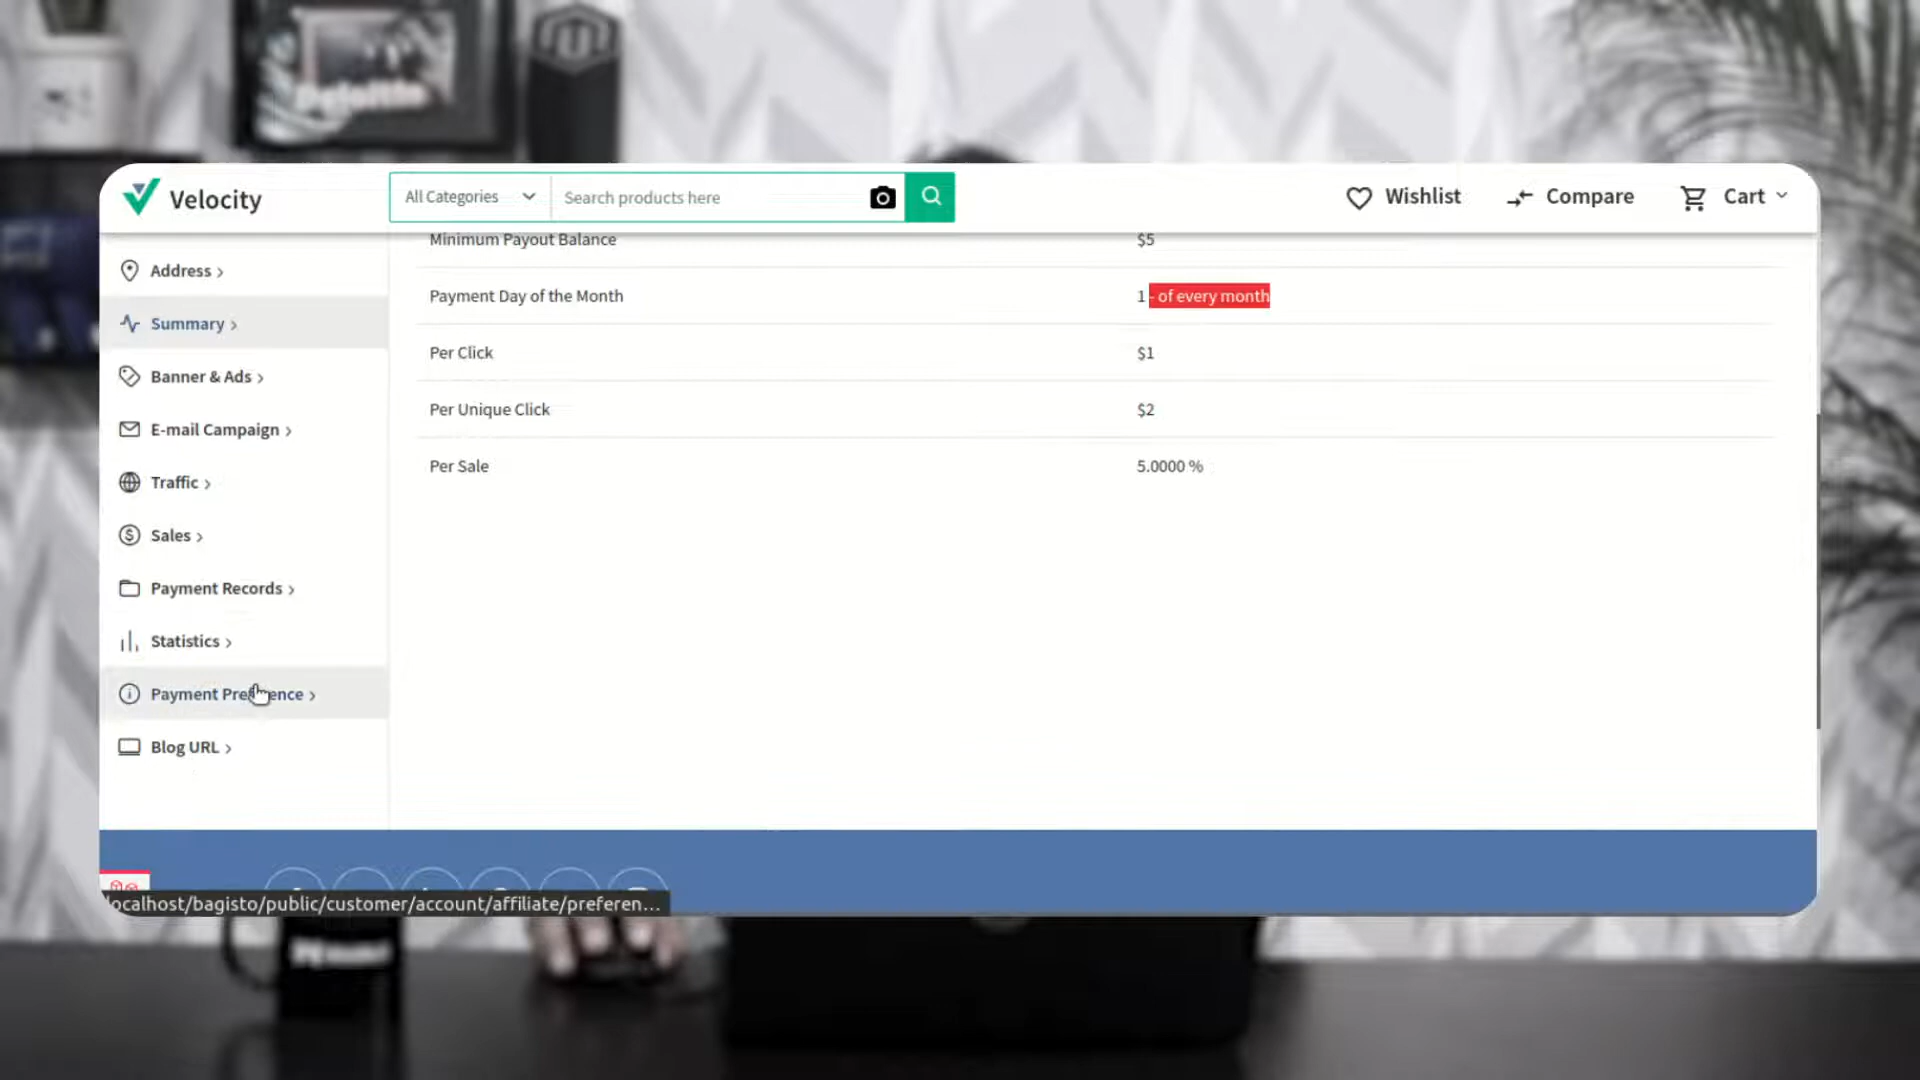 Deloitte
Velocity
All Categories
Search products here
Wishlist
Compare
Cart
Minimum Payout Balance
$5
Address
Payment Day of the Month
1 - of every month
Summary
Per Click
$1
Banner & Ads
Per Unique Click
$2
E-mail Campaign
Per Sale
5.0000 %
Traffic
Sales
Payment Records
Statistics
Payment Preference
Blog URL
localhost/bagisto/public/customer/account/affiliate/preferen...